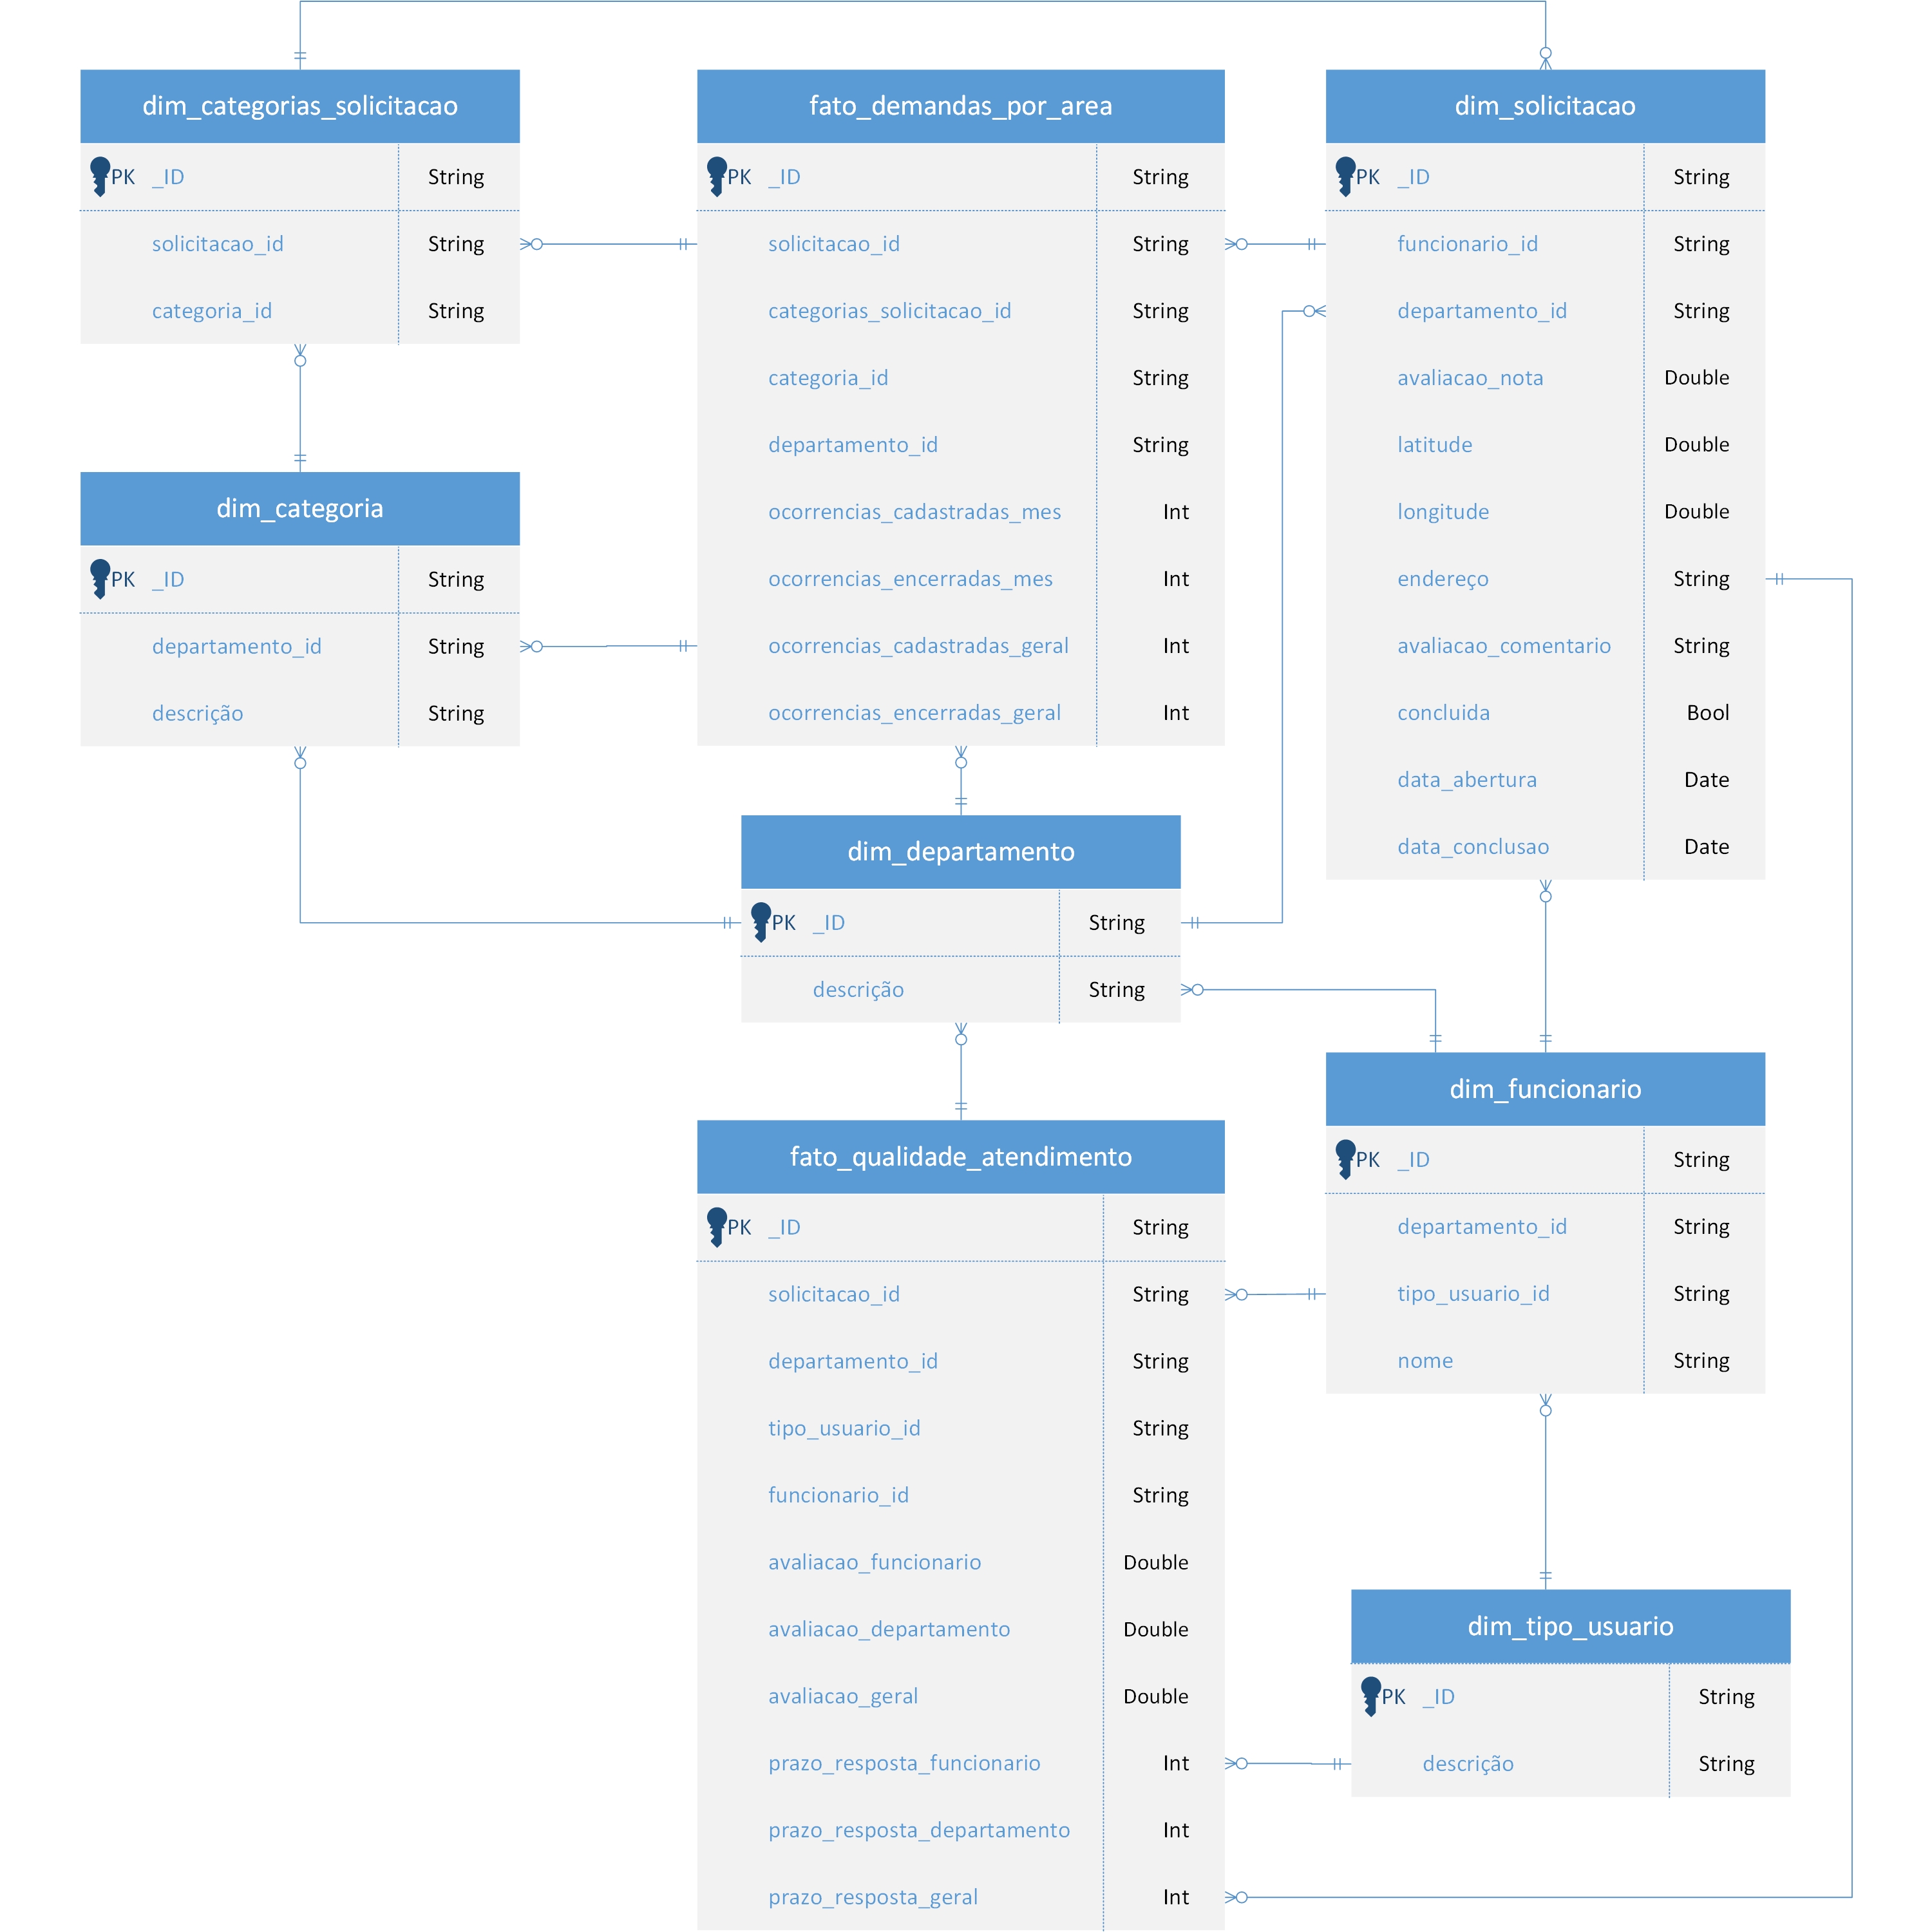 dim_categorias_solicitacao
PK _ID String
solicitacao_id String
categoria_id String
fato_demandas_por_area
PK _ID String
solicitacao_id String
categorias_solicitacao_id String
categoria_id String
departamento_id String
ocorrencias_cadastradas_mes Int
ocorrencias_encerradas_mes Int
ocorrencias_cadastradas_geral Int
ocorrencias_encerradas_geral Int
dim_solicitacao
PK _ID String
funcionario_id String
departamento_id String
avaliacao_nota Double
latitude Double
longitude Double
endereço String
avaliacao_comentario String
concluida Bool
data_abertura Date
data_conclusao Date
dim_categoria
PK _ID String
departamento_id String
descrição String
dim_departamento
PK _ID String
descrição String
dim_funcionario
PK _ID String
departamento_id String
tipo_usuario_id String
nome String
fato_qualidade_atendimento
PK _ID String
solicitacao_id String
departamento_id String
tipo_usuario_id String
funcionario_id String
avaliacao_funcionario Double
avaliacao_departamento Double
avaliacao_geral Double
prazo_resposta_funcionario Int
prazo_resposta_departamento Int
prazo_resposta_geral Int
dim_tipo_usuario
PK _ID String
descrição String